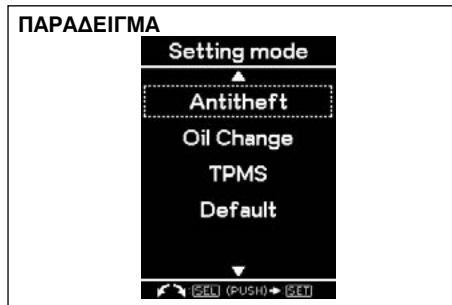 ΠΑΡΑΔΕΙΓΜΑ
Setting mode
Antitheft
Oil Change
TPMS
Default
SEL (PUSH) ➔ SET